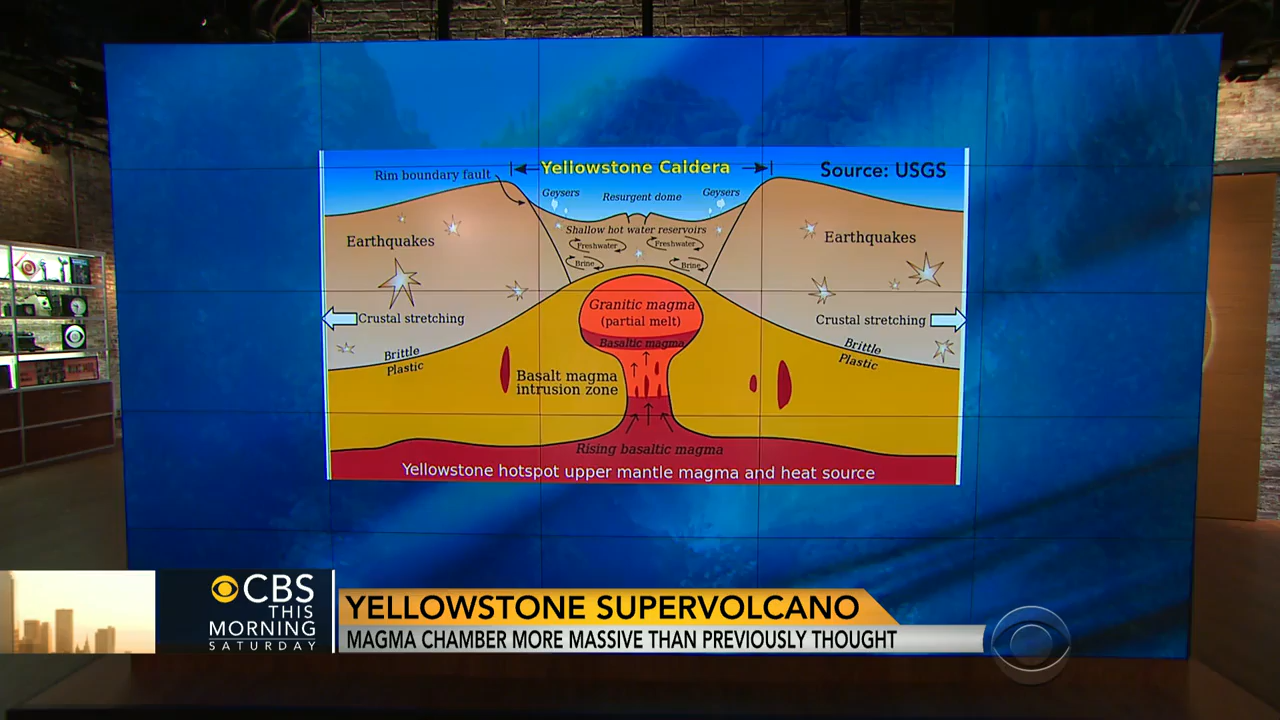 Yellowstone Caldera
Source: USGS
Rim boundary fault
Geysers
Resurgent dome
Geysers
Shallow hot water reservoirs
Freshwater
Freshwater
Brine
Brine
Earthquakes
Earthquakes
Granitic magma
(partial melt)
Basaltic magma
Crustal stretching
Crustal stretching
Brittle
Plastic
Brittle
Plastic
Basalt magma
intrusion zone
Rising basaltic magma
Yellowstone hotspot upper mantle magma and heat source
CBS
THIS
MORNING
SATURDAY
YELLOWSTONE SUPERVOLCANO
MAGMA CHAMBER MORE MASSIVE THAN PREVIOUSLY THOUGHT